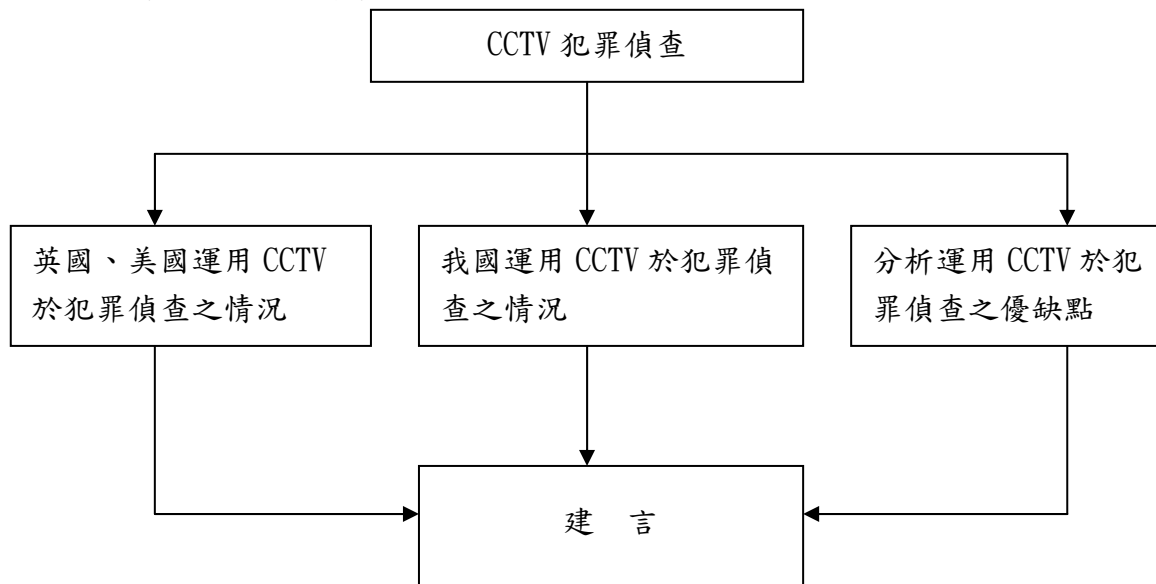 CCTV 犯罪偵查
英國、美國運用 CCTV
於犯罪偵查之情況
我國運用 CCTV 於犯罪偵
查之情況
分析運用 CCTV 於犯
罪偵查之優缺點
建 言